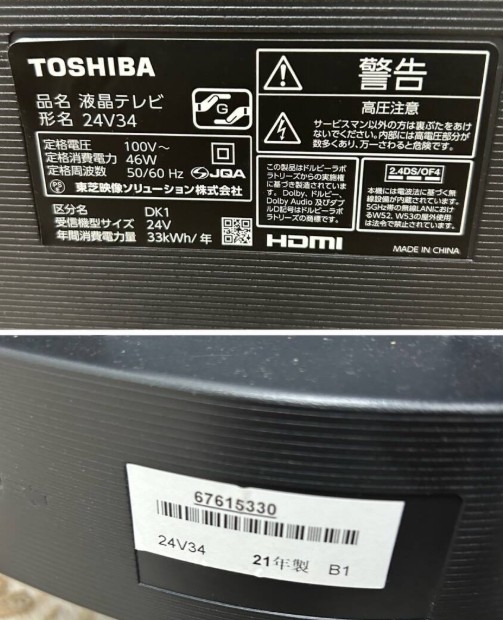 TOSHIBA
品名 液晶テレビ
形名 24V34
G
定格電圧 100V～
定格消費電力 46W
定格周波数 50/60 Hz
JQA
PS
E
東芝映像ソリューション株式会社
区分名 DK1
受信機型サイズ 24V
年間消費電力量 33kWh/年
警告
高圧注意
サービスマン以外の方は裏ぶたをあけ
ないでください。内部には高電圧部分が
数多くあり、万一さわると危険です。
この製品はドルビーラボ
ラトリーズからの実施権
に基づき製造されています。
Dolby、ドルビー、
Dolby Audio 及びダブ
ルD記号はドルビーラボ
ラトリーズの商標です。
2.4DS/OF4
本機には電波法に基づく無
線設備が内蔵されています。
5GHz帯の無線LANにおけ
るW52, W53の屋外使用
は法令で禁止されています。
HDMI
MADE IN CHINA
67615330
24V34 21年製 B1